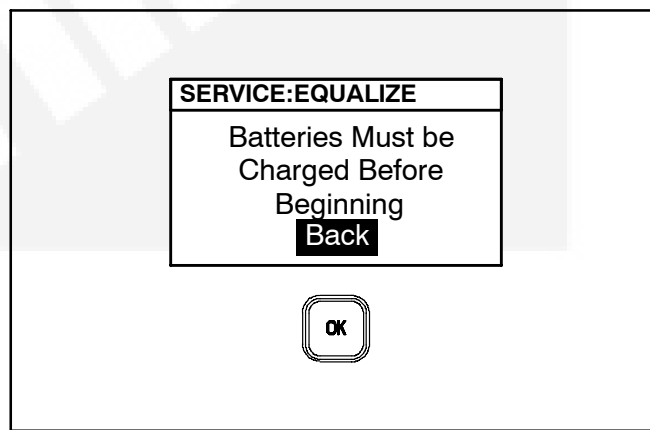 SERVICE:EQUALIZE
Batteries Must be
Charged Before
Beginning
Back
OK